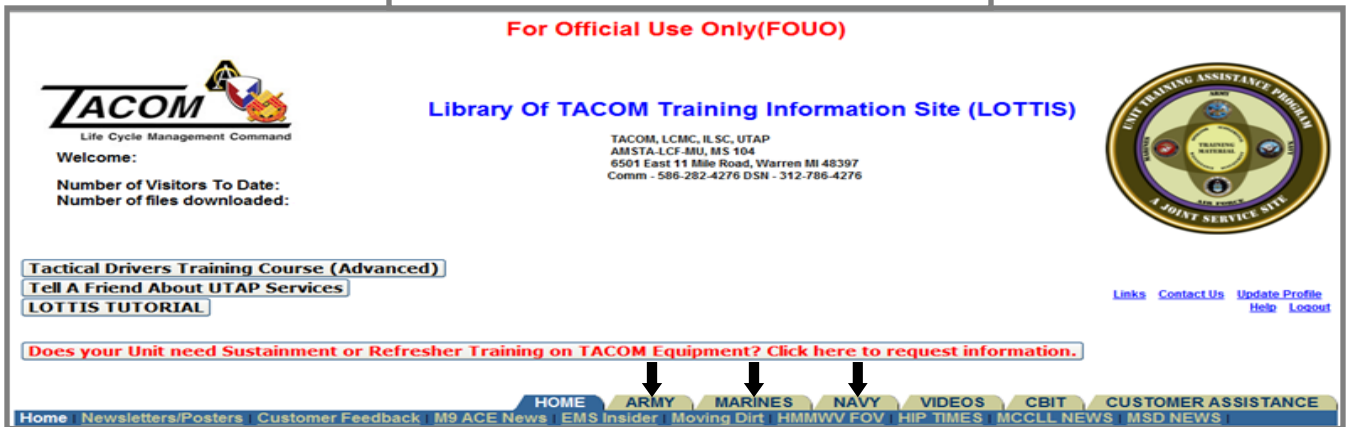 For Official Use Only(FOUO)
TACOM
Life Cycle Management Command
Library Of TACOM Training Information Site (LOTTIS)
TACOM, LCMC, ILSC, UTAP
AMSTA-LCF-MU, MS 104
6501 East 11 Mile Road, Warren MI 48397
Comm - 586-282-4276 DSN - 312-786-4276
UNIT TRAINING ASSISTANCE PROGRAM
ARMY
MARINES
TRAINING
MATERIAL
NAVY
AIR FORCE
A JOINT SERVICE SITE
Welcome:
Number of Visitors To Date:
Number of files downloaded:
Tactical Drivers Training Course (Advanced)
Tell A Friend About UTAP Services
LOTTIS TUTORIAL
Links Contact Us Update Profile
Help Logout
Does your Unit need Sustainment or Refresher Training on TACOM Equipment? Click here to request information.
HOME ARMY MARINES NAVY VIDEOS CBIT CUSTOMER ASSISTANCE
Home | Newsletters/Posters | Customer Feedback | M9 ACE News | EMS Insider | Moving Dirt | HMMWV FOV | HIP TIMES | MCCLL NEWS | MSD NEWS |